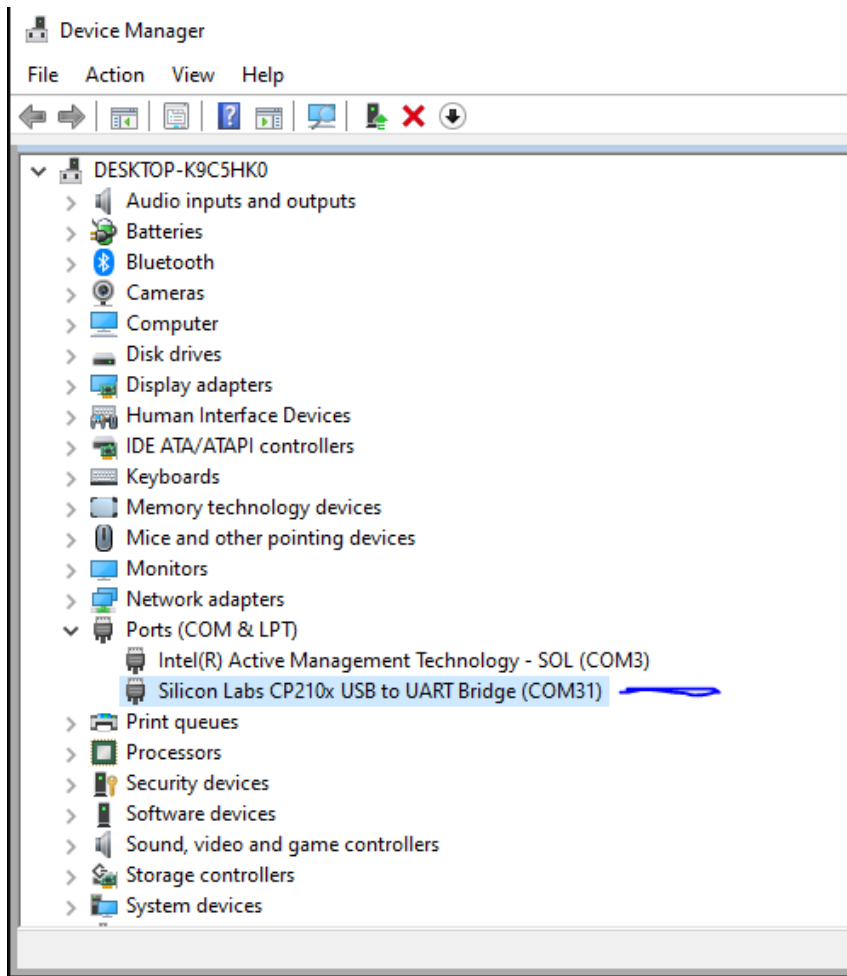 Device Manager
File Action View Help
DESKTOP-K9C5HK0
Audio inputs and outputs
Batteries
Bluetooth
Cameras
Computer
Disk drives
Display adapters
Human Interface Devices
IDE ATA/ATAPI controllers
Keyboards
Memory technology devices
Mice and other pointing devices
Monitors
Network adapters
Ports (COM & LPT)
Intel(R) Active Management Technology - SOL (COM3)
Silicon Labs CP210x USB to UART Bridge (COM31)
Print queues
Processors
Security devices
Software devices
Sound, video and game controllers
Storage controllers
System devices